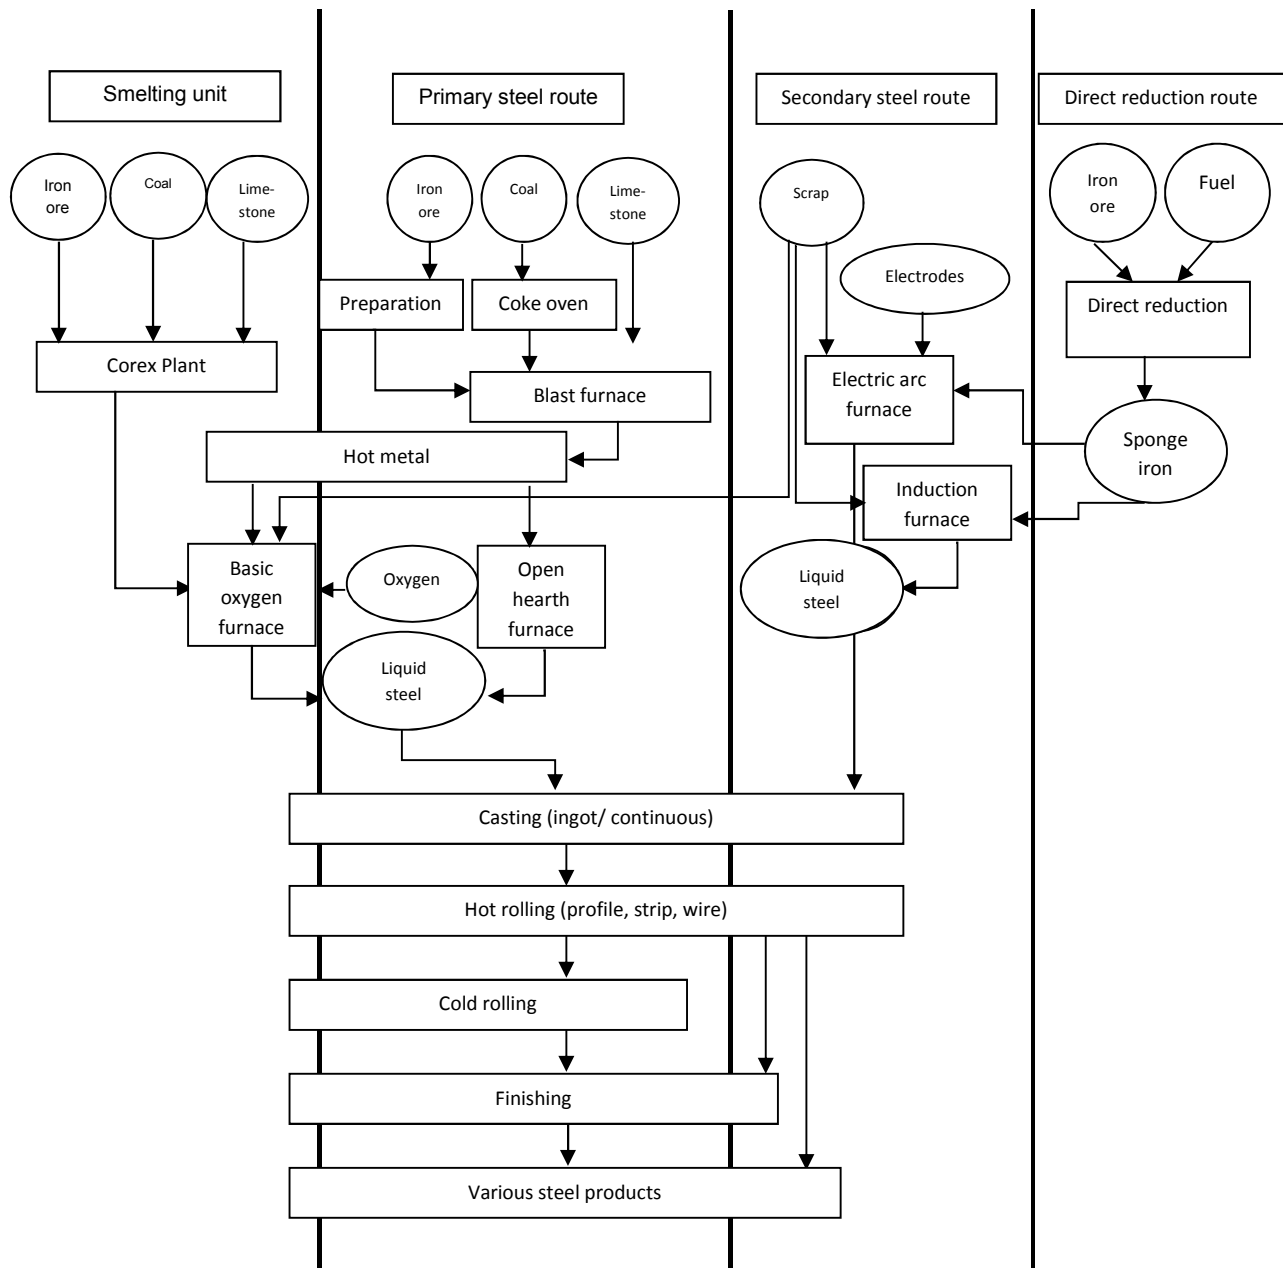 Smelting unit
Primary steel route
Secondary steel route
Direct reduction route
Iron
ore
Coal
Lime-
stone
Iron
ore
Coal
Lime-
stone
Scrap
Iron
ore
Fuel
Electrodes
Preparation
Coke oven
Direct reduction
Corex Plant
Blast furnace
Electric arc
furnace
Hot metal
Sponge
iron
Induction
furnace
Basic
oxygen
furnace
Oxygen
Open
hearth
furnace
Liquid
steel
Liquid
steel
Casting (ingot/ continuous)
Hot rolling (profile, strip, wire)
Cold rolling
Finishing
Various steel products